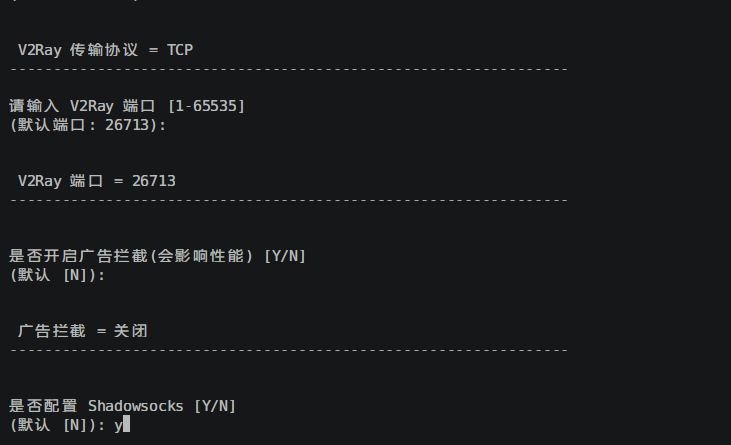 V2Ray 传输协议 = TCP
---------------------------------------------------------------
请输入 V2Ray 端口 [1-65535]
(默认端口: 26713):
V2Ray 端口 = 26713
---------------------------------------------------------------
是否开启广告拦截(会影响性能) [Y/N]
(默认 [N]):
广告拦截 = 关闭
---------------------------------------------------------------
是否配置 Shadowsocks [Y/N]
(默认 [N]): y